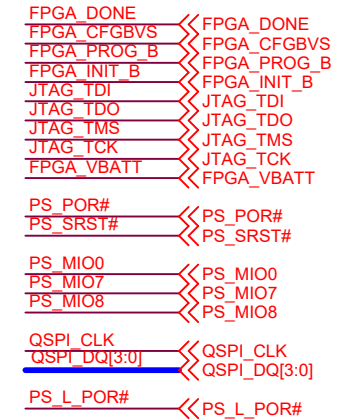 FPGA_DONE FPGA_DONE
FPGA_CFGBVS FPGA_CFGBVS
FPGA_PROG_B FPGA_PROG_B
FPGA_INIT_B FPGA_INIT_B
JTAG_TDI JTAG_TDI
JTAG_TDO JTAG_TDO
JTAG_TMS JTAG_TMS
JTAG_TCK JTAG_TCK
FPGA_VBATT FPGA_VBATT
PS_POR# PS_POR#
PS_SRST# PS_SRST#
PS_MIO0 PS_MIO0
PS_MIO7 PS_MIO7
PS_MIO8 PS_MIO8
QSPI_CLK QSPI_CLK
QSPI_DQ[3:0] QSPI_DQ[3:0]
PS_L_POR# PS_L_POR#